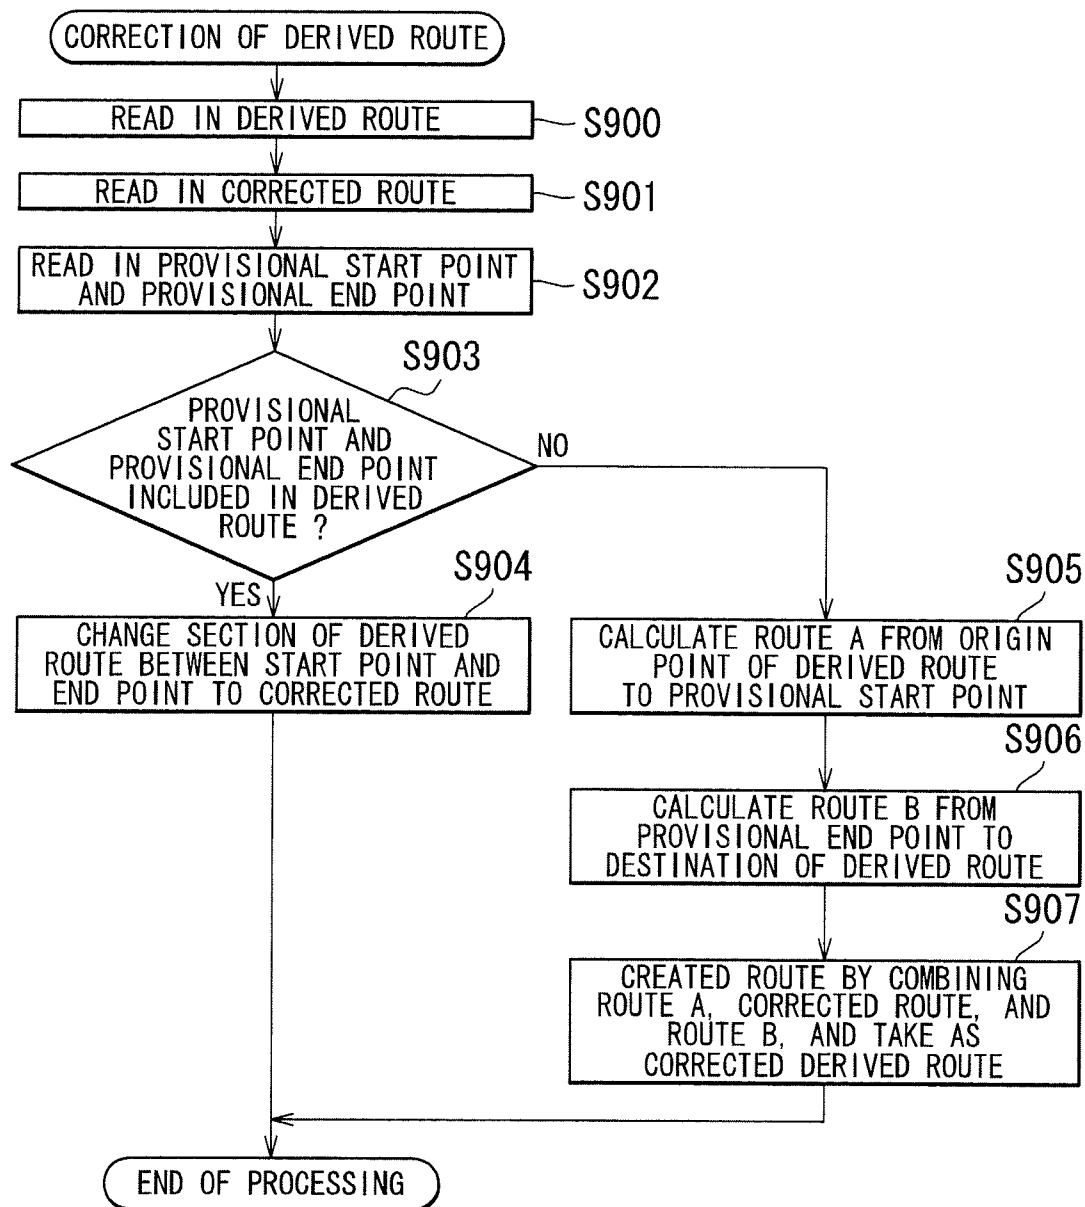 CORRECTION OF DERIVED ROUTE
READ IN DERIVED ROUTE
S900
READ IN CORRECTED ROUTE
S901
READ IN PROVISIONAL START POINT
AND PROVISIONAL END POINT
S902
S903
PROVISIONAL
START POINT AND
PROVISIONAL END POINT
INCLUDED IN DERIVED
ROUTE ?
NO
YES
S904
CHANGE SECTION OF DERIVED
ROUTE BETWEEN START POINT AND
END POINT TO CORRECTED ROUTE
S905
CALCULATE ROUTE A FROM ORIGIN
POINT OF DERIVED ROUTE
TO PROVISIONAL START POINT
S906
CALCULATE ROUTE B FROM
PROVISIONAL END POINT TO
DESTINATION OF DERIVED ROUTE
S907
CREATED ROUTE BY COMBINING
ROUTE A, CORRECTED ROUTE, AND
ROUTE B, AND TAKE AS
CORRECTED DERIVED ROUTE
END OF PROCESSING